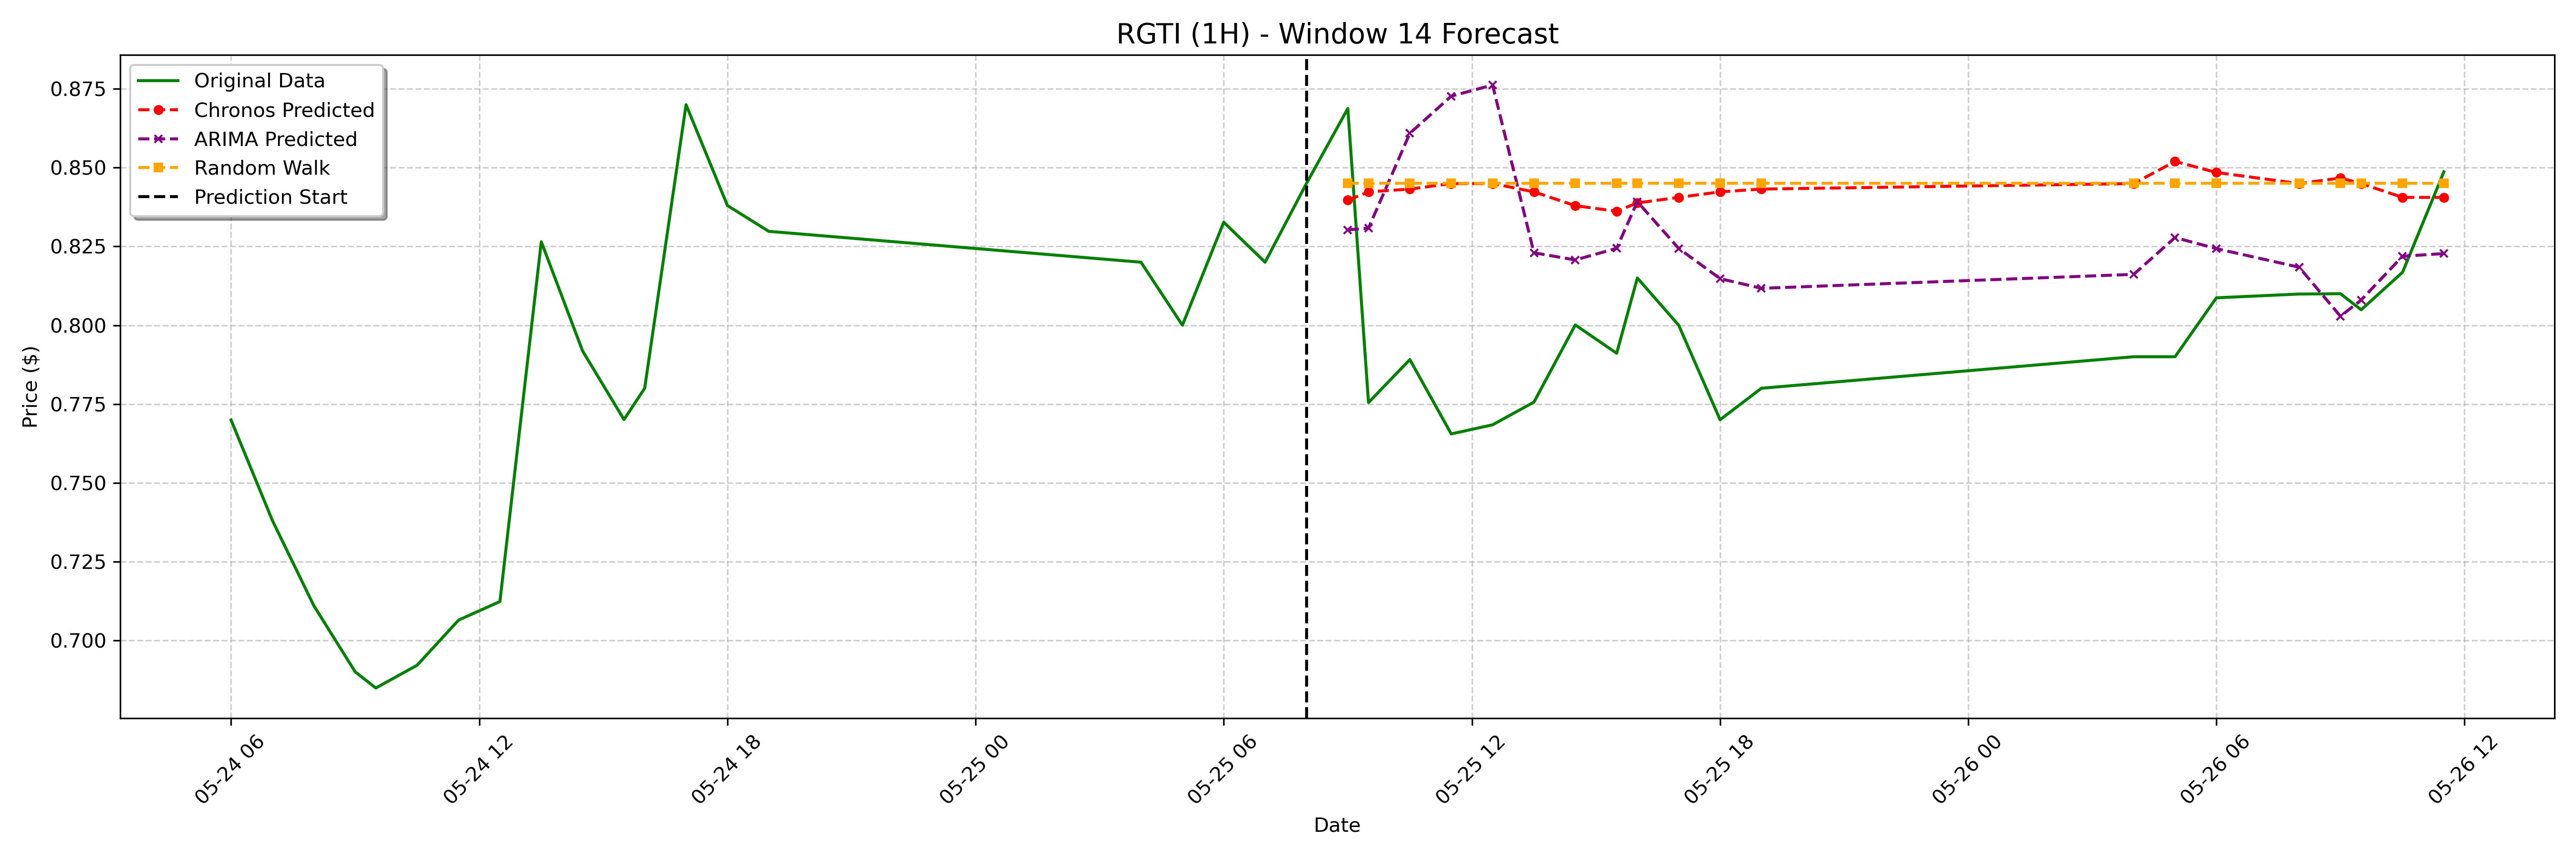 RGTI (1H) - Window 14 Forecast
Original Data
Chronos Predicted
ARIMA Predicted
Random Walk
Prediction Start
Price ($)
0.875
0.850
0.825
0.800
0.775
0.750
0.725
0.700
05-24 06
05-24 12
05-24 18
05-25 00
05-25 06
05-25 12
05-25 18
05-26 00
05-26 06
05-26 12
Date